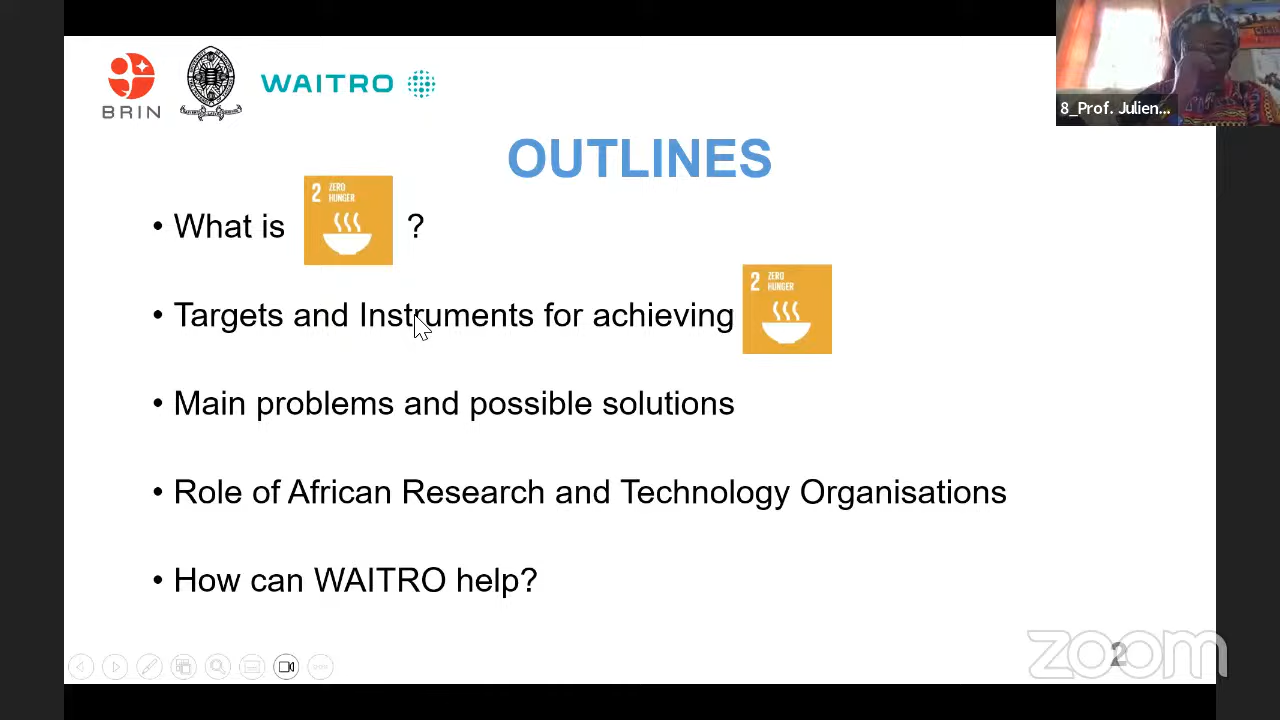 BRIN
WAITRO
8_Prof. Julien...
OUTLINES
• What is
2 ZERO
HUNGER
?
• Targets and Instruments for achieving
2 ZERO
HUNGER
• Main problems and possible solutions
• Role of African Research and Technology Organisations
• How can WAITRO help?
2
zoom